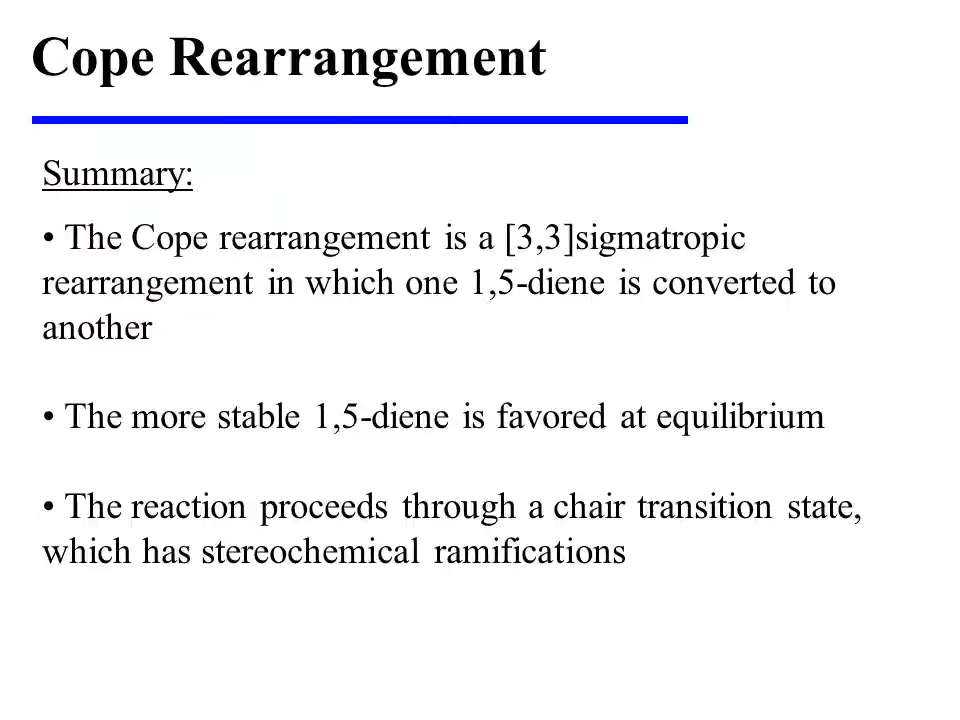 Cope Rearrangement
Summary:
• The Cope rearrangement is a [3,3]sigmatropic
rearrangement in which one 1,5-diene is converted to
another
• The more stable 1,5-diene is favored at equilibrium
• The reaction proceeds through a chair transition state,
which has stereochemical ramifications